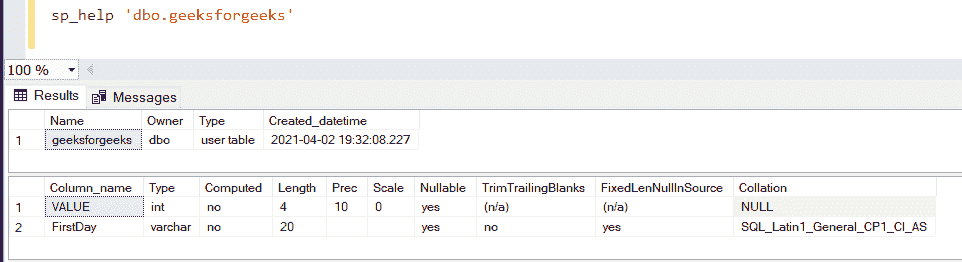 sp_help 'dbo.geeksforgeeks'
100 %
Results Messages
Name Owner Type Created_datetime
1 geeksforgeeks dbo user table 2021-04-02 19:32:08.227
Column_name Type Computed Length Prec Scale Nullable TrimTrailingBlanks FixedLenNullInSource Collation
1 VALUE int no 4 10 0 yes (n/a) (n/a) NULL
2 FirstDay varchar no 20 yes no yes SQL_Latin1_General_CP1_CI_AS